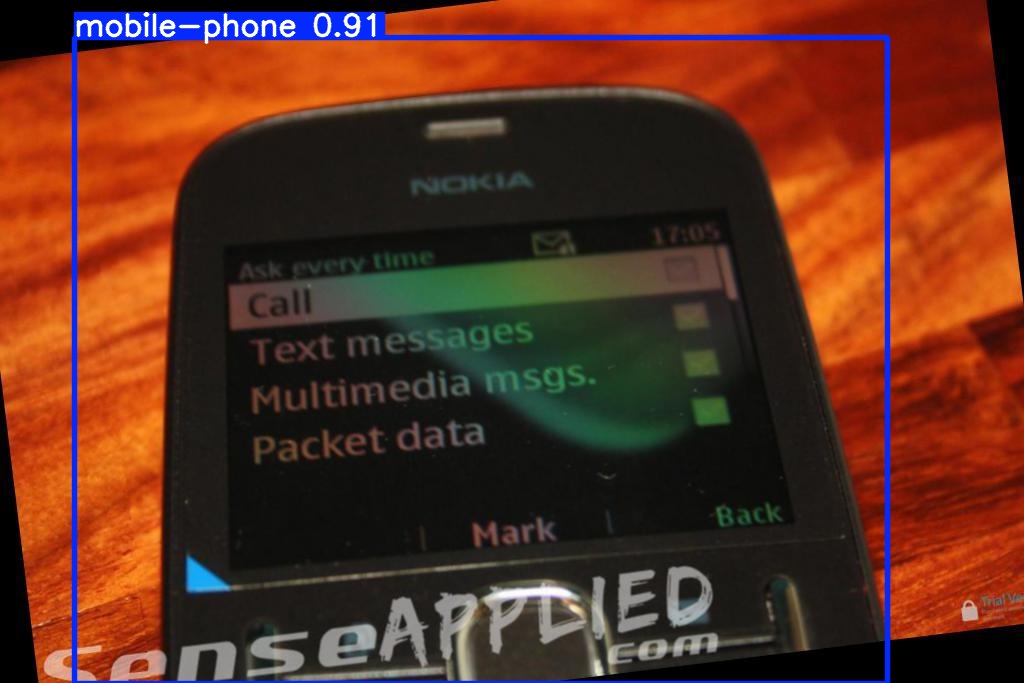 mobile-phone 0.91
NOKIA
17:05
Ask every time
Call
Text messages
Multimedia msgs.
Packet data
Mark
Back
senseAPPLIED
com
Trial